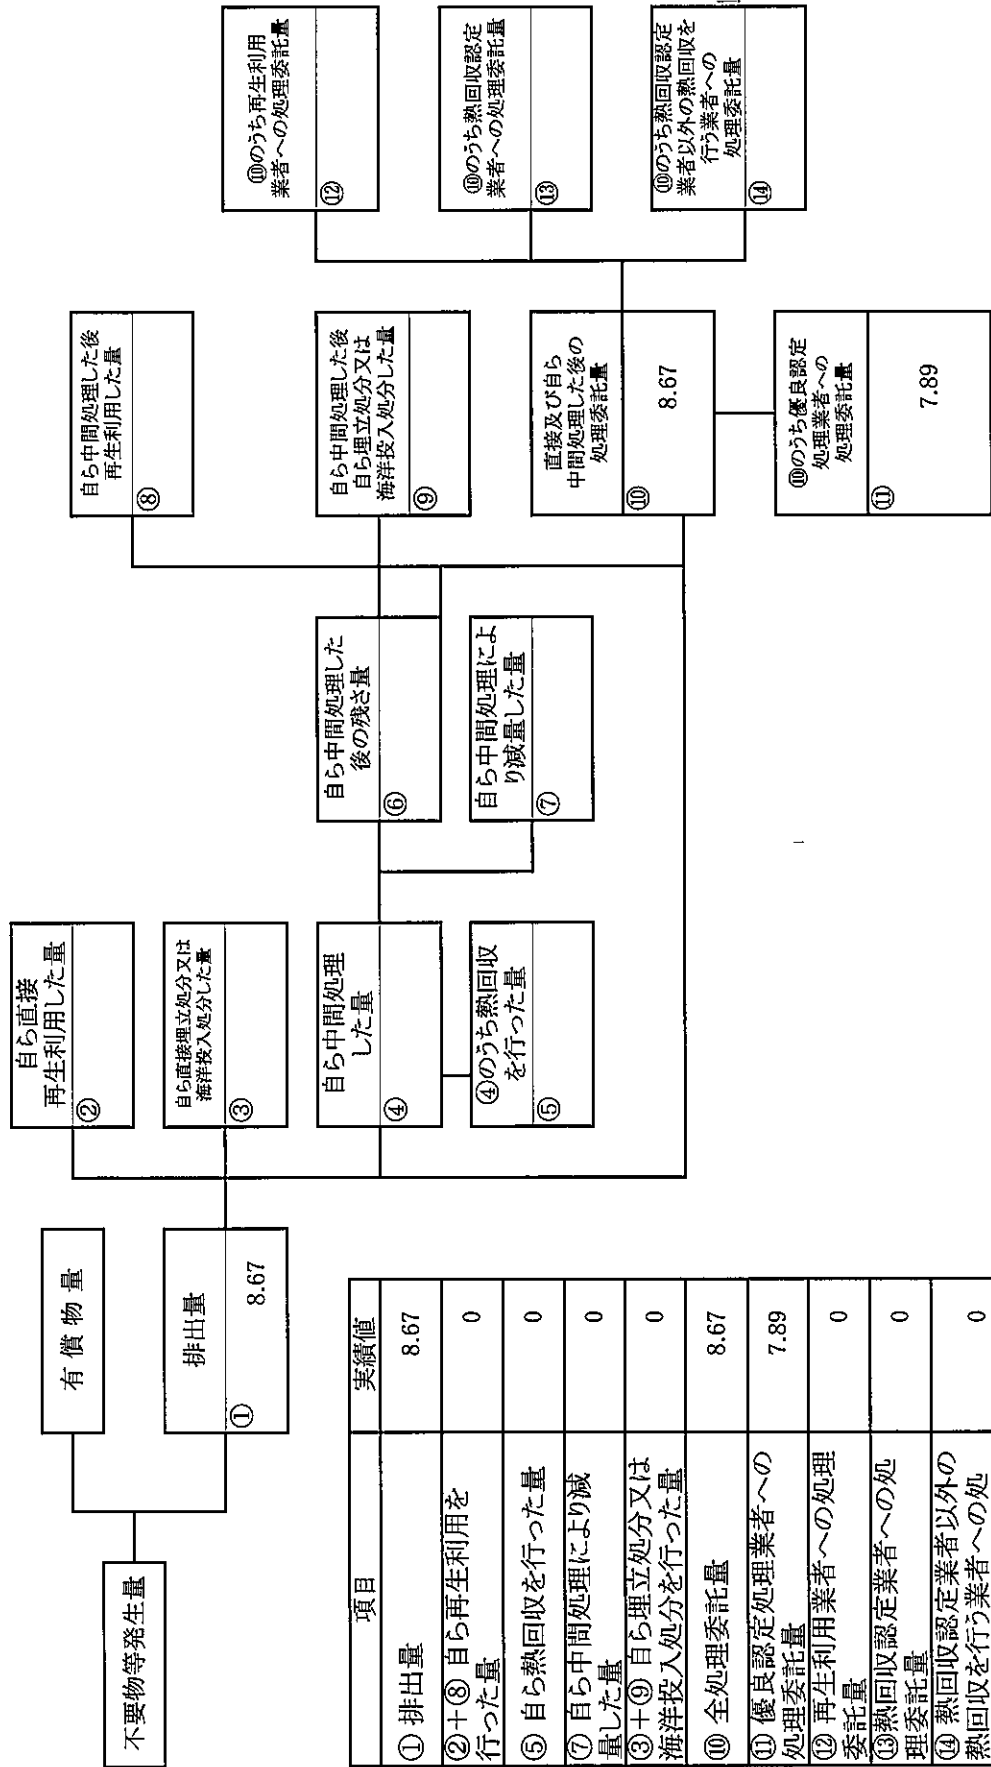 不要物等発生量
有償物量
排出量
①
8.67
自ら直接
再生利用した量
②
自ら直接埋立処分又は
海洋投入処分した量
③
自ら中間処理
した量
④
④のうち熱回収
を行った量
⑤
自ら中間処理した
後の残さ量
⑥
自ら中間処理によ
り減量した量
⑦
自ら中間処理した後
再生利用した量
⑧
自ら中間処理した後
自ら埋立処分又は
海洋投入処分した量
⑨
直接及び自ら
中間処理した後の
処理委託量
⑩
8.67
⑩のうち優良認定
処理業者への
処理委託量
⑪
7.89
⑩のうち再生利用
業者への処理委託量
⑫
⑩のうち熱回収認定
業者への処理委託量
⑬
⑩のうち熱回収認定
業者以外の熱回収を
行う業者への
処理委託量
⑭
項目 実績値
①排出量 8.67
②+⑧ 自ら再生利用を
行った量 0
⑤ 自ら熱回収を行った量 0
⑦ 自ら中間処理により減
量した量 0
③+⑨ 自ら埋立処分又は
海洋投入処分を行った量 0
⑩ 全処理委託量 8.67
⑪ 優良認定処理業者への
処理委託量 7.89
⑫ 再生利用業者への処理
委託量 0
⑬熱回収認定業者への処
理委託量 0
⑭ 熱回収認定業者以外の
熱回収を行う業者への処 0